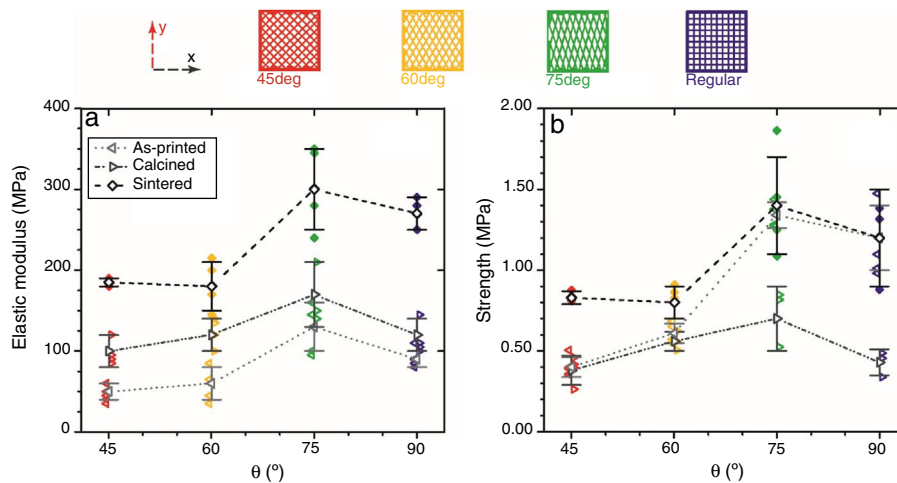 y
x
45deg
60deg
75deg
Regular
a
As-printed
Calcined
Sintered
Elastic modulus (MPa)
400
300
200
100
0
45
60
75
90
θ (º)
b
Strength (MPa)
2.00
1.50
1.00
0.50
0.00
45
60
75
90
θ (º)